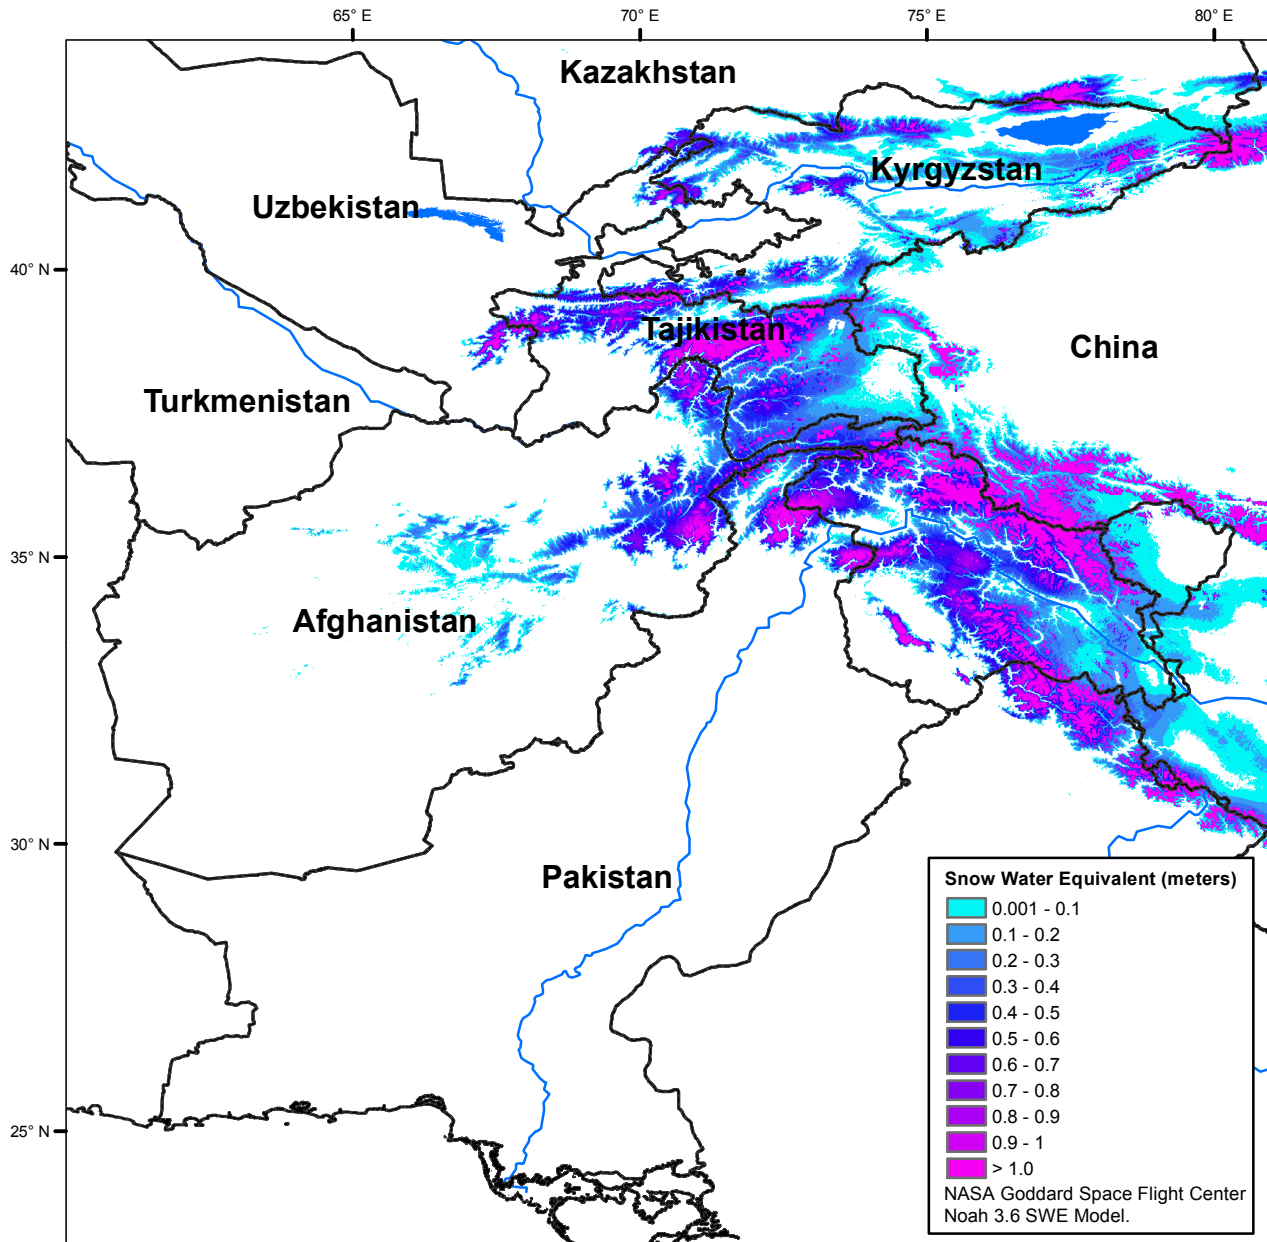 65° E
70° E
75° E
80° E
Kazakhstan
Kyrgyzstan
Uzbekistan
40° N
Tajikistan
China
Turkmenistan
35° N
Afghanistan
30° N
Pakistan
25° N
Snow Water Equivalent (meters)
0.001 - 0.1
0.1 - 0.2
0.2 - 0.3
0.3 - 0.4
0.4 - 0.5
0.5 - 0.6
0.6 - 0.7
0.7 - 0.8
0.8 - 0.9
0.9 - 1
> 1.0
NASA Goddard Space Flight Center
Noah 3.6 SWE Model.